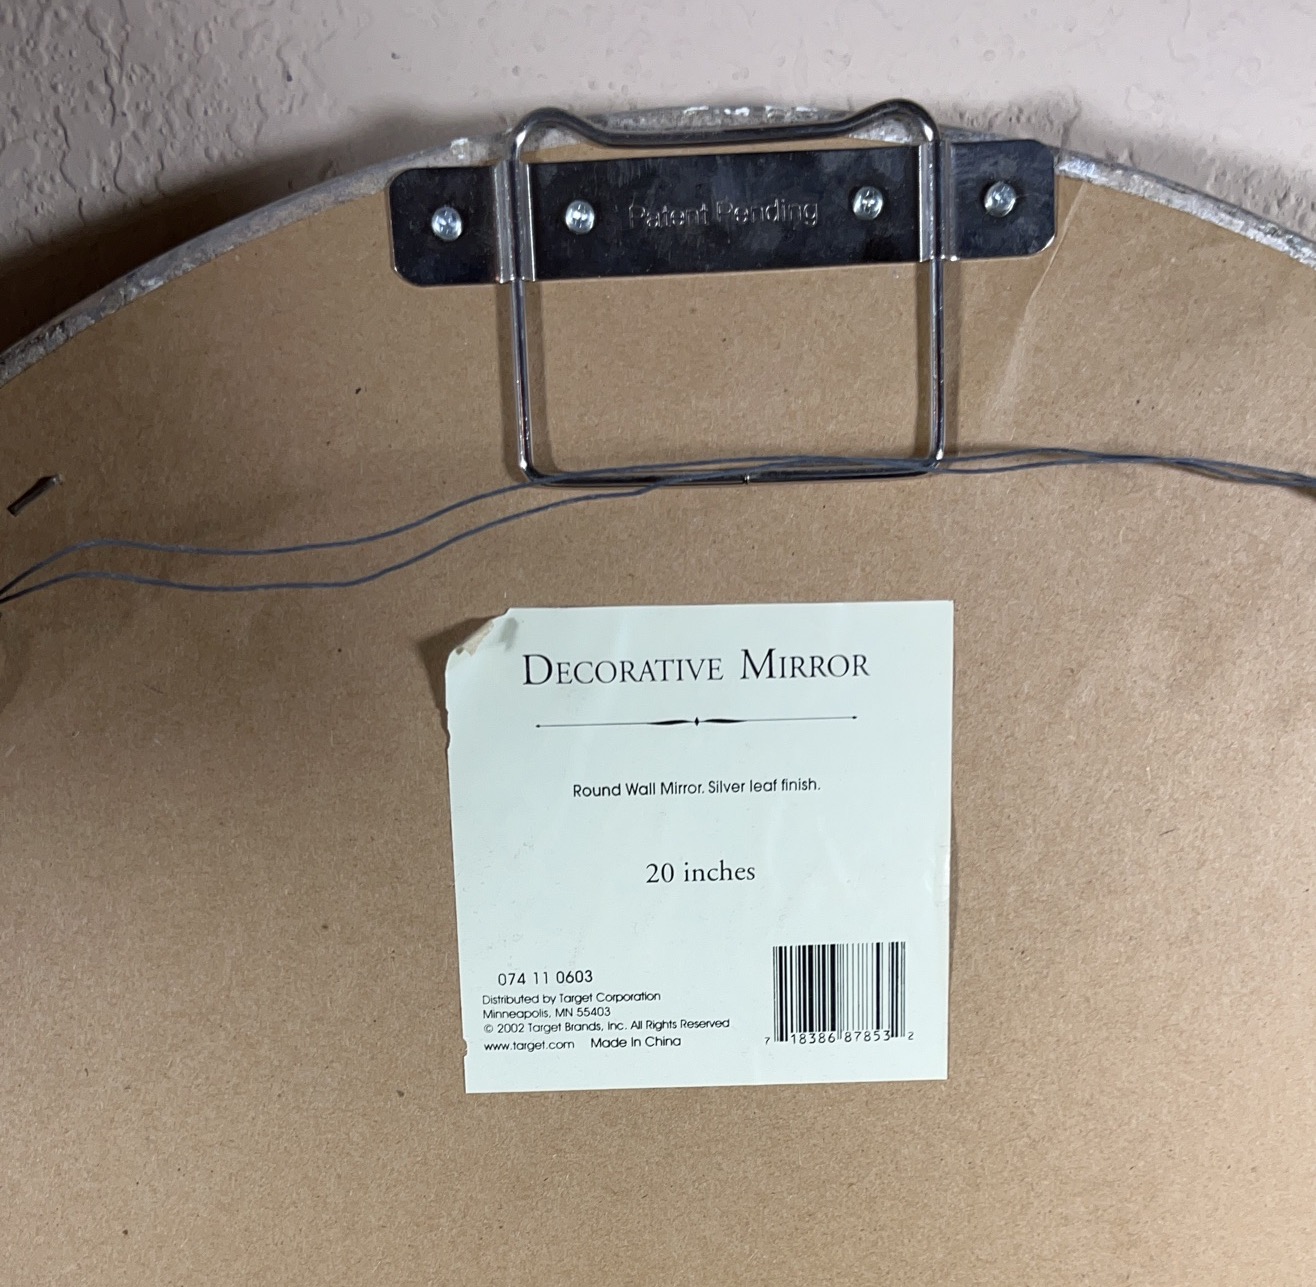 Patent Pending
DECORATIVE MIRROR
Round Wall Mirror. Silver leaf finish.
20 inches
074 11 0603
Distributed by Target Corporation
Minneapolis, MN 55403
© 2002 Target Brands, Inc. All Rights Reserved
www.target.com Made In China
7 18386 87853 2